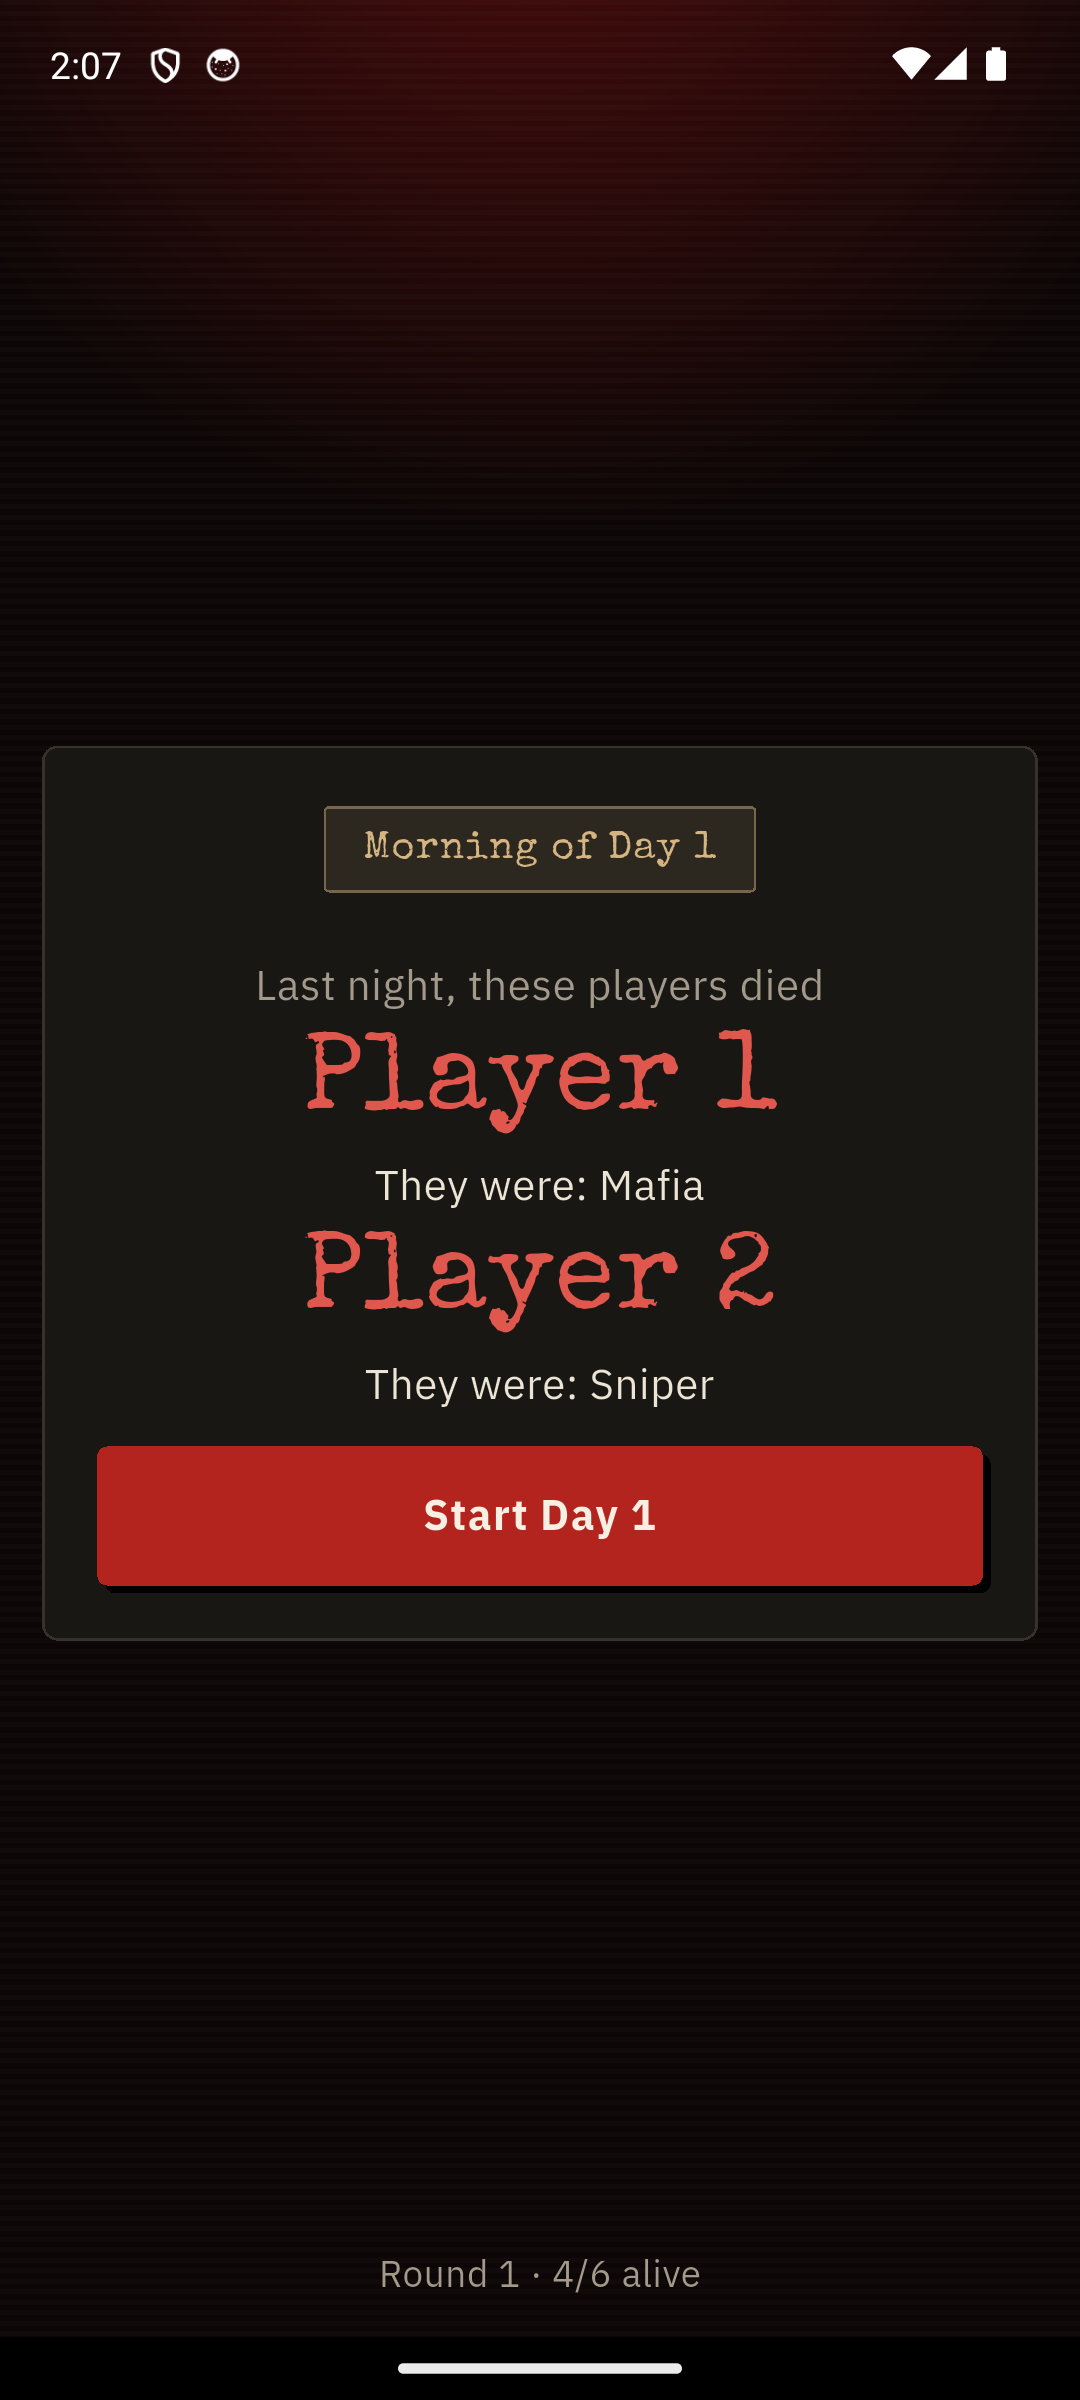 2:07
Morning of Day 1
Last night, these players died
Player 1
They were: Mafia
Player 2
They were: Sniper
Start Day 1
Round 1 · 4/6 alive